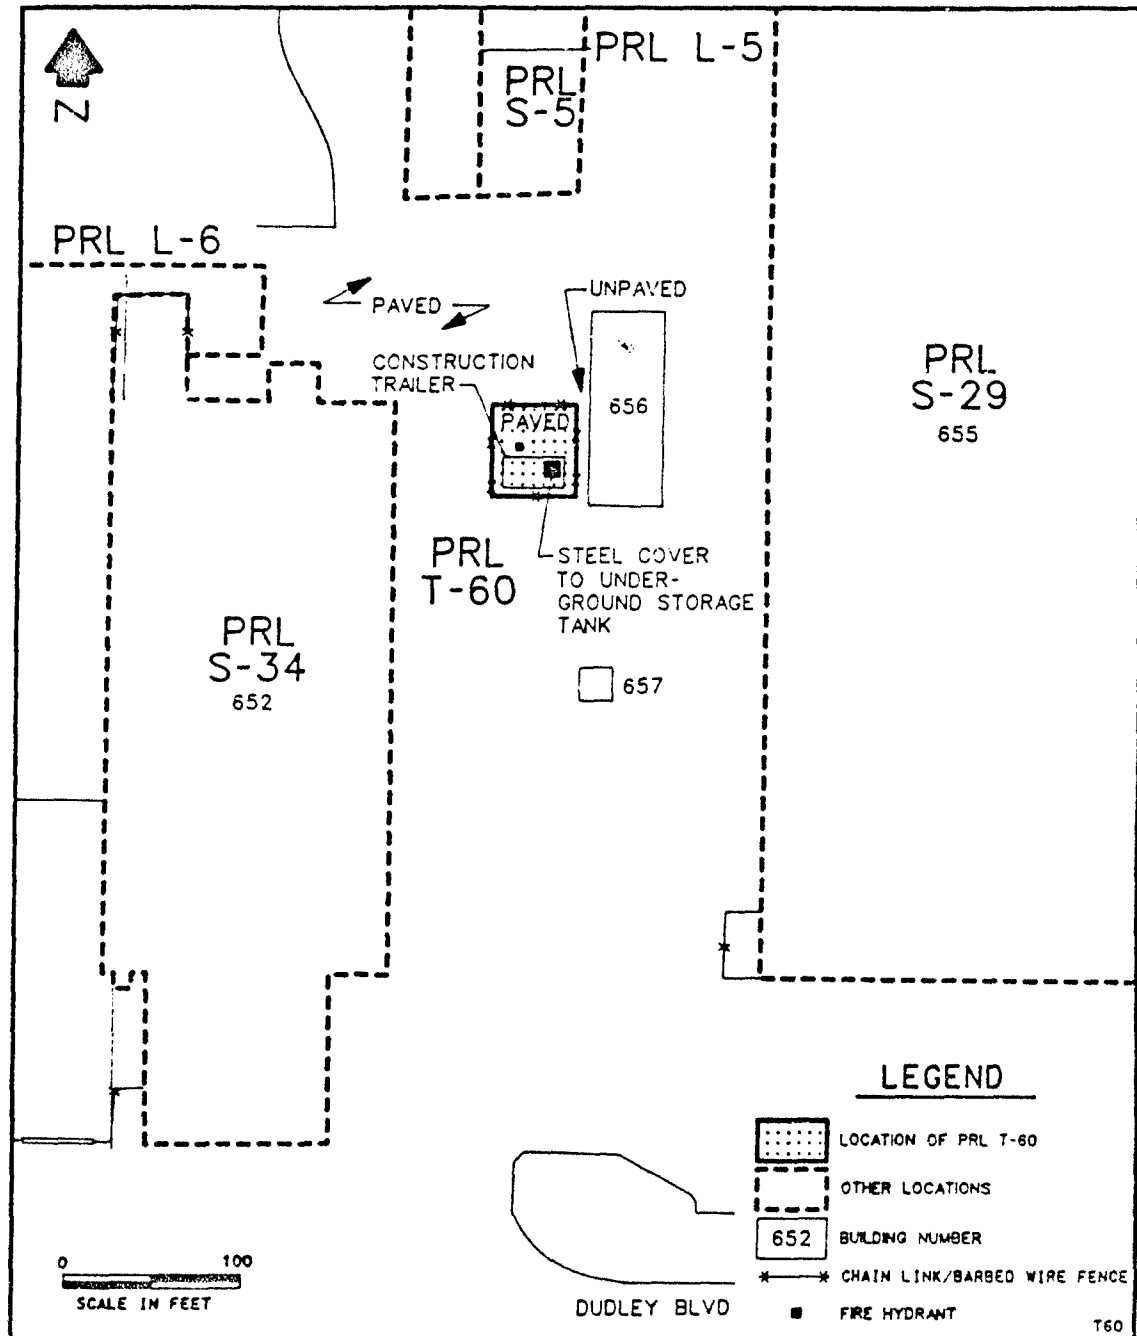 PRL L-5
PRL
S-5
N
PRL L-6
PAVED
UNPAVED
CONSTRUCTION
TRAILER
PAVED
656
PRL
S-29
655
PRL
T-60
STEEL COVER
TO UNDER-
GROUND STORAGE
TANK
PRL
S-34
652
657
LEGEND
LOCATION OF PRL T-60
OTHER LOCATIONS
652 BUILDING NUMBER
CHAIN LINK/BARBED WIRE FENCE
FIRE HYDRANT
0 100
SCALE IN FEET
DUDLEY BLVD
T60